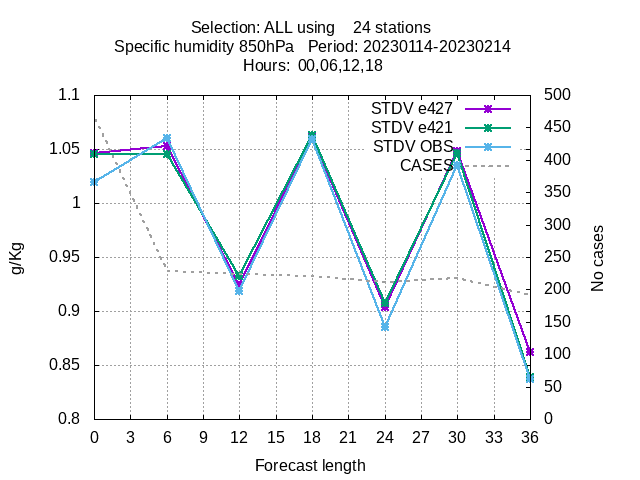 Selection: ALL using    24 stations
Specific humidity 850hPa   Period: 20230114-20230214
Hours:  00,06,12,18
STDV e427
STDV e421
STDV OBS
CASES
1.1
1.05
1
0.95
0.9
0.85
0.8
g/Kg
500
450
400
350
300
250
200
150
100
50
0
No cases
0 3 6 9 12 15 18 21 24 27 30 33 36
Forecast length